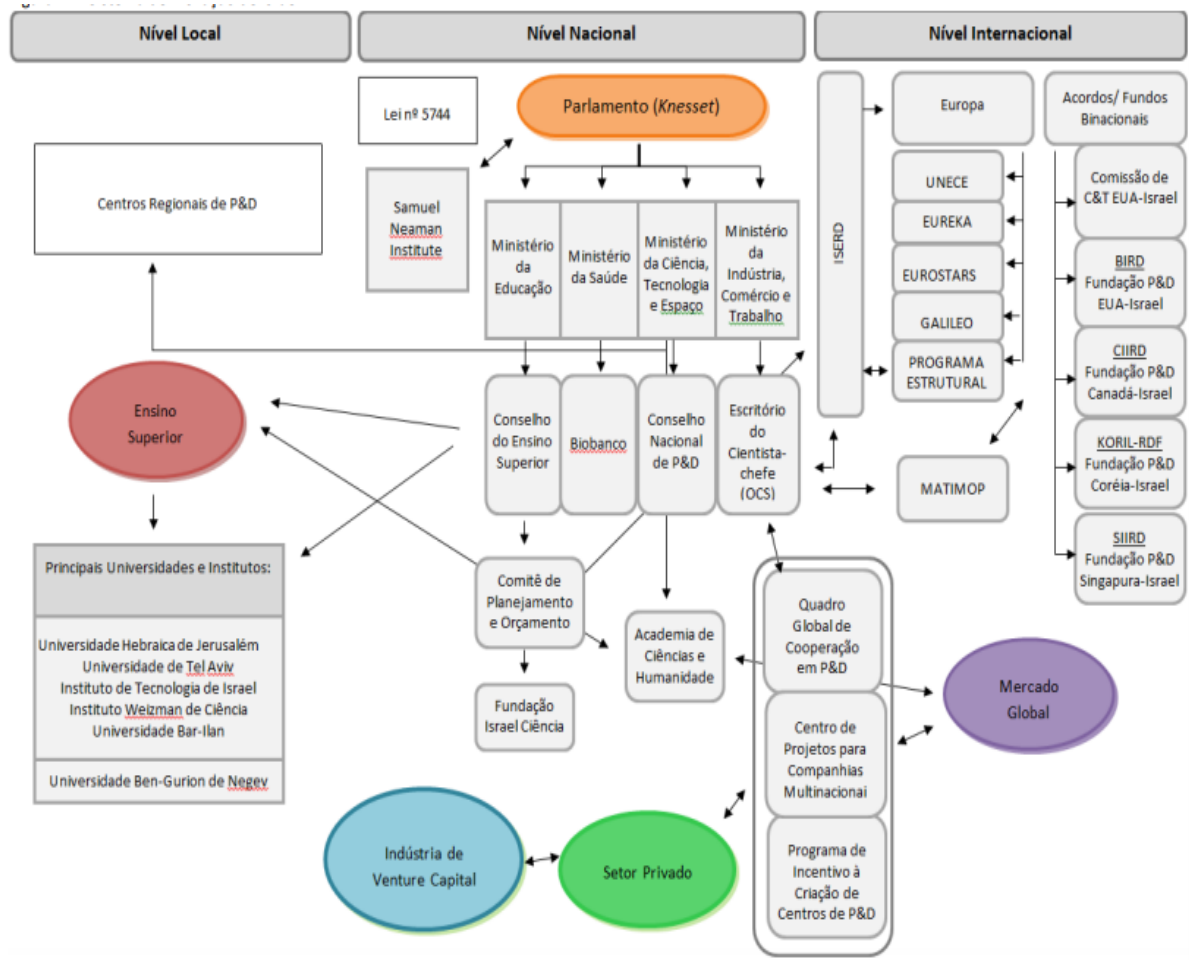 Nível Local
Nível Nacional
Nível Internacional
Lei nº 5744
Parlamento (Knesset)
Centros Regionais de P&D
Samuel
Neaman
Institute
Ministério
da
Educação
Ministério
da Saúde
Ministério
da Ciência,
Tecnologia
e Espaço
Ministério
da
Indústria,
Comércio e
Trabalho
ISERD
Europa
UNECE
EUREKA
EUROSTARS
GALILEO
PROGRAMA
ESTRUTURAL
Acordos/ Fundos
Binacionais
Comissão de
C&T EUA-Israel
BIRD
Fundação P&D
EUA-Israel
CIIRD
Fundação P&D
Canadá-Israel
KORIL-RDF
Fundação P&D
Coréia-Israel
SIIRD
Fundação P&D
Singapura-Israel
Ensino
Superior
Conselho
do Ensino
Superior
Biobanco
Conselho
Nacional
de P&D
Escritório
do
Cientista-
chefe
(OCS)
MATIMOP
Principais Universidades e Institutos:
Universidade Hebraica de Jerusalém
Universidade de Tel Aviv
Instituto de Tecnologia de Israel
Instituto Weizman de Ciência
Universidade Bar-Ilan
Universidade Ben-Gurion de Negev
Comitê de
Planejamento
e Orçamento
Fundação
Israel Ciência
Academia de
Ciências e
Humanidade
Quadro
Global de
Cooperação
em P&D
Centro de
Projetos para
Companhias
Multinacionai
Programa de
Incentivo à
Criação de
Centros de P&D
Mercado
Global
Indústria de
Venture Capital
Setor Privado